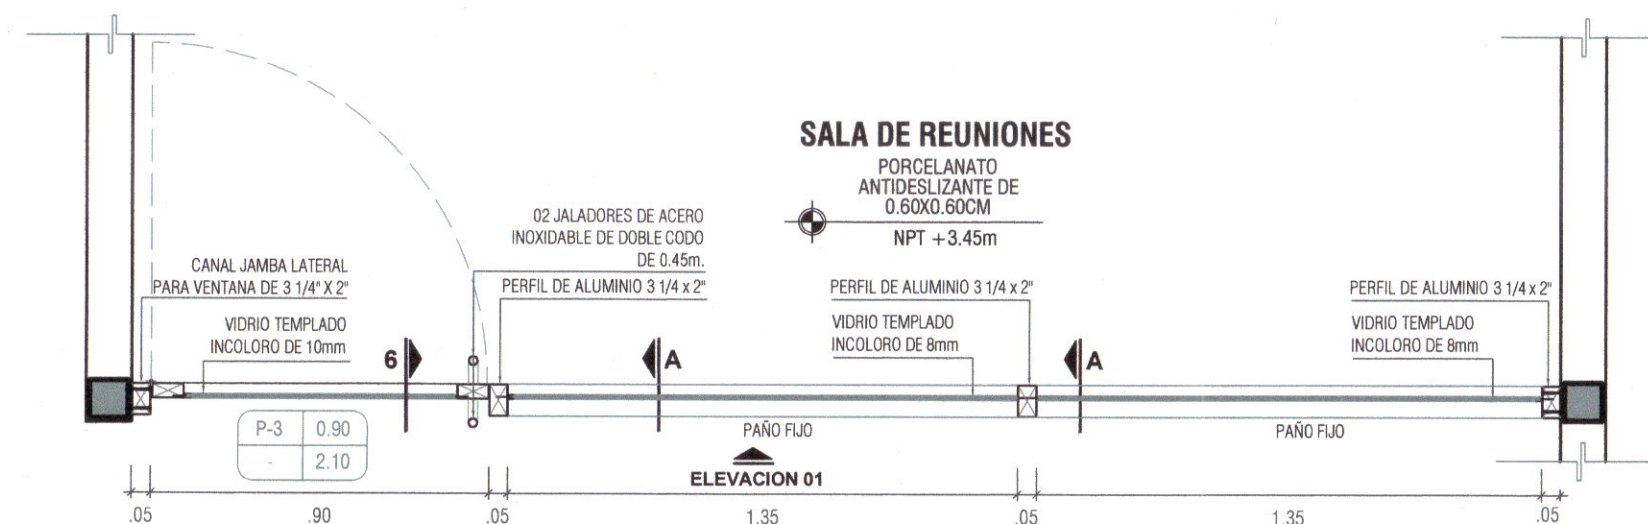 SALA DE REUNIONES
PORCELANATO
ANTIDESLIZANTE DE
0.60X0.60CM
NPT +3.45m
02 JALADORES DE ACERO
INOXIDABLE DE DOBLE CODO
DE 0.45m.
CANAL JAMBA LATERAL
PARA VENTANA DE 3 1/4" X 2"
PERFIL DE ALUMINIO 3 1/4 x 2"
PERFIL DE ALUMINIO 3 1/4 x 2"
PERFIL DE ALUMINIO 3 1/4 x 2"
VIDRIO TEMPLADO
INCOLORO DE 10mm
VIDRIO TEMPLADO
INCOLORO DE 8mm
VIDRIO TEMPLADO
INCOLORO DE 8mm
6
A
A
P-3 0.90
- 2.10
PAÑO FIJO
PAÑO FIJO
ELEVACION 01
.05 .90 .05 1.35 .05 1.35 .05